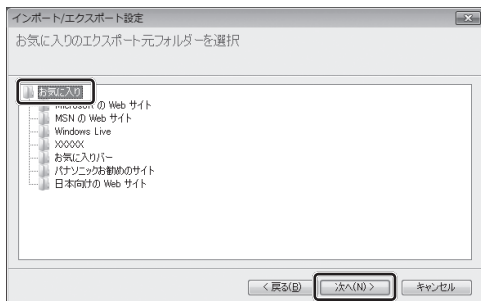 インポート/エクスポート設定
お気に入りのエクスポート元フォルダーを選択
お気に入り
Microsoft の Web サイト
MSN の Web サイト
Windows Live
XXXXX
お気に入りバー
パナソニックお勧めのサイト
日本向けの Web サイト
< 戻る(B) 次へ(N) > キャンセル